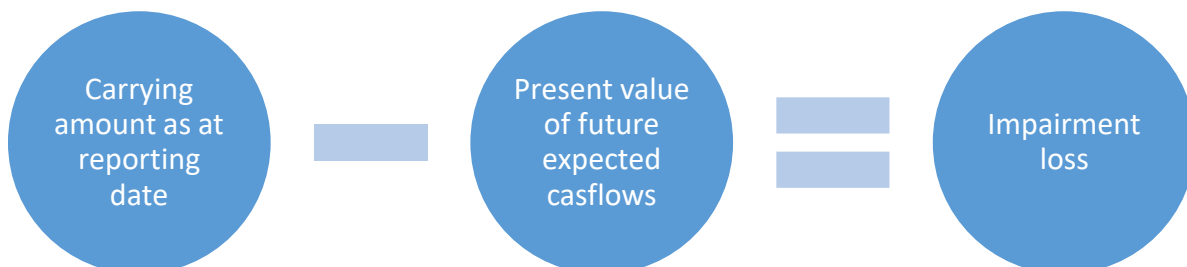 Carrying
amount as at
reporting
date
Present value
of future
expected
casflows
Impairment
loss